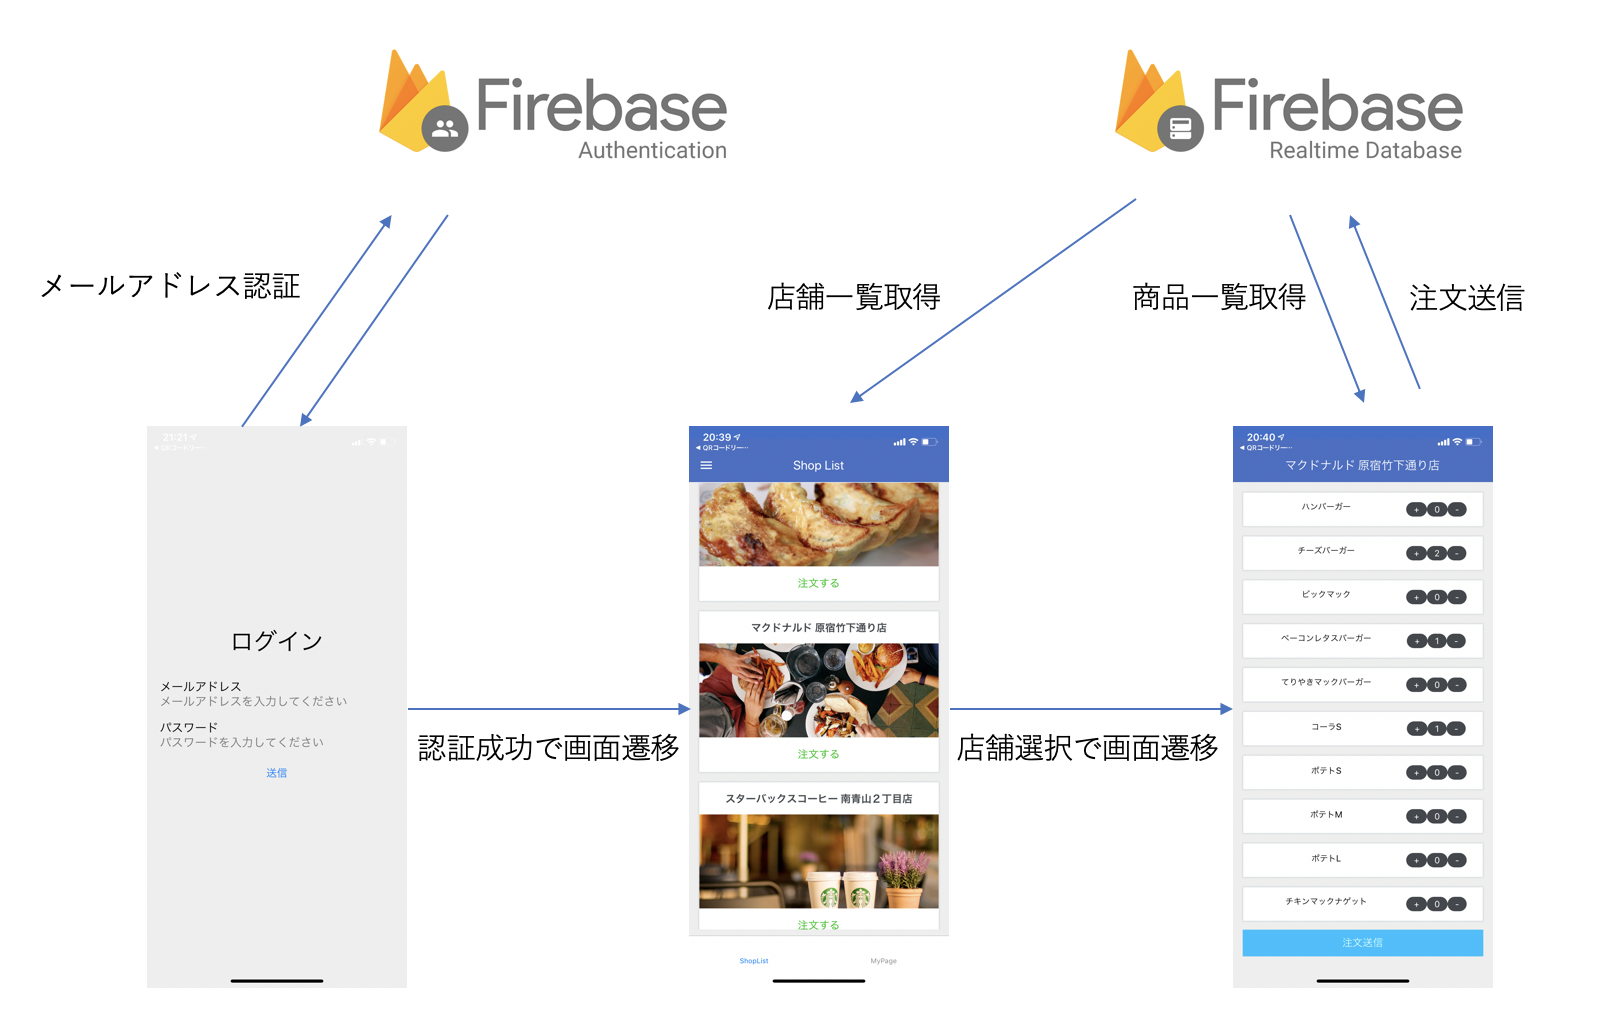 Firebase
Authentication
Firebase
Realtime Database
メールアドレス認証
店舗一覧取得
商品一覧取得
注文送信
21:21
◀ QRコードリー…
ログイン
メールアドレス
メールアドレスを入力してください
パスワード
パスワードを入力してください
送信
認証成功で画面遷移
20:39
◀ QRコードリー…
Shop List
注文する
マクドナルド 原宿竹下通り店
注文する
スターバックスコーヒー 南青山２丁目店
注文する
ShopList
MyPage
店舗選択で画面遷移
20:40
◀ QRコードリー…
マクドナルド 原宿竹下通り店
ハンバーガー + 0 -
チーズバーガー + 2 -
ビックマック + 0 -
ベーコンレタスバーガー + 1 -
てりやきマックバーガー + 0 -
コーラS + 1 -
ポテトS + 0 -
ポテトM + 0 -
ポテトL + 0 -
チキンマックナゲット + 0 -
注文送信